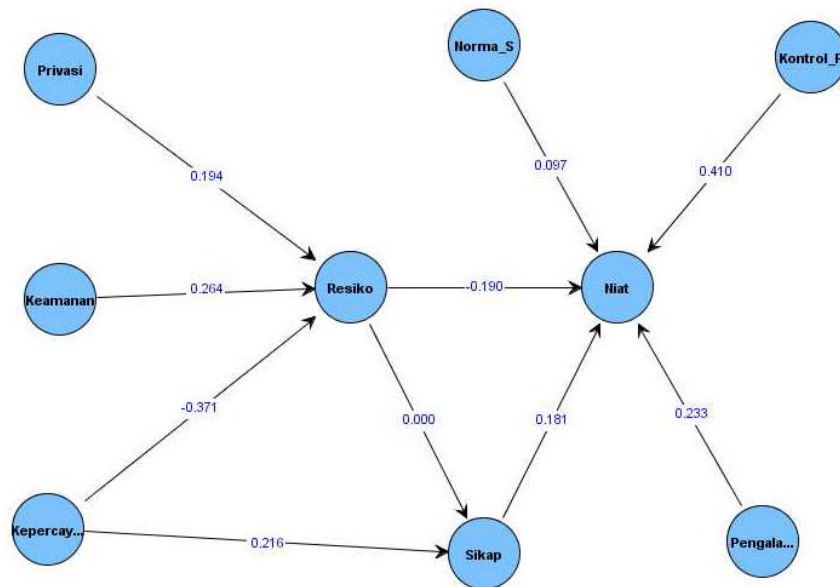 Norma_S
Kontrol_P
Privasi
0.194
0.097
0.410
Keamanan
0.264
Resiko
-0.190
Niat
-0.371
0.000
0.181
0.233
Kepercay...
0.216
Sikap
Pengala...